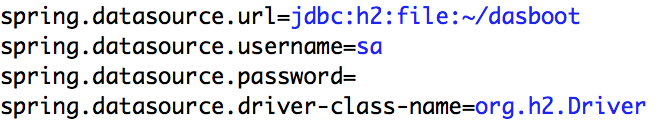 spring.datasource.url=jdbc:h2:file:~/dasboot
spring.datasource.username=sa
spring.datasource.password=
spring.datasource.driver-class-name=org.h2.Driver